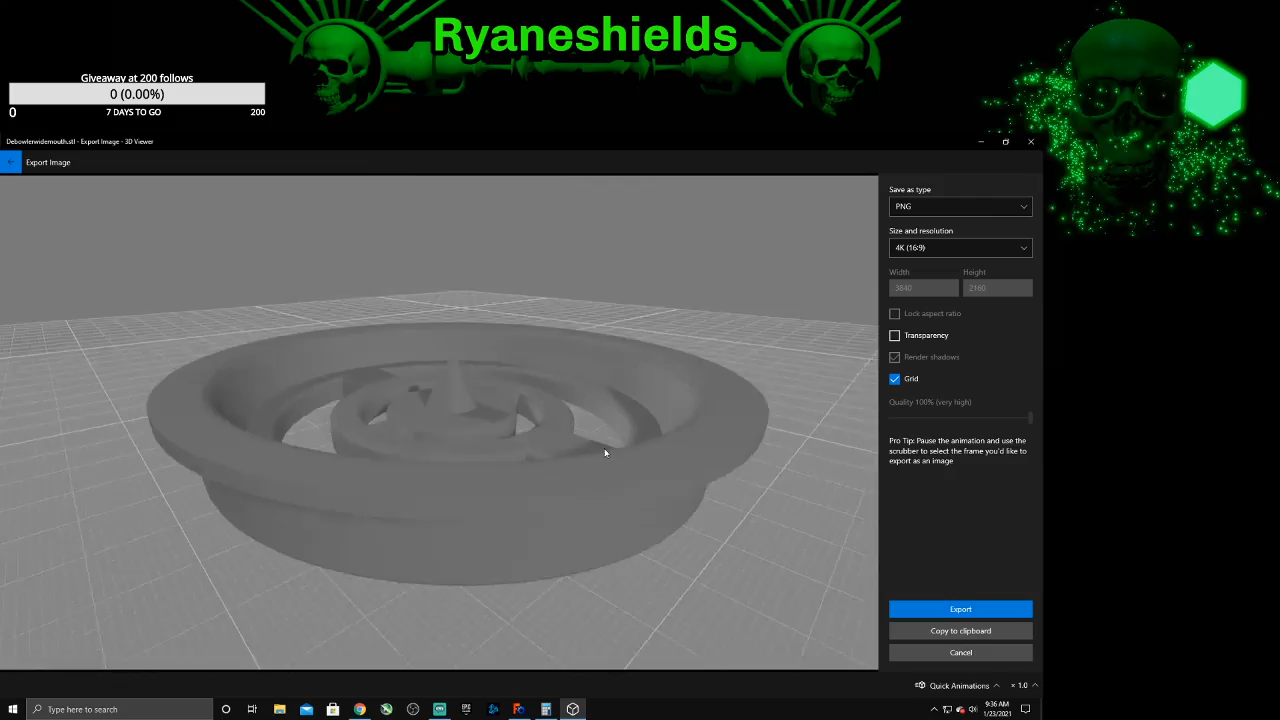 Ryaneshields
Giveaway at 200 follows
0 (0.00%)
0 7 DAYS TO GO 200
Debowlerwidemouth.stl - Export Image - 3D Viewer
Export Image
Save as type
PNG
Size and resolution
4K (16:9)
Width Height
3840 2160
Lock aspect ratio
Transparency
Render shadows
Grid
Quality 100% (very high)
Pro Tip: Pause the animation and use the
scrubber to select the frame you'd like to
export as an image
Export
Copy to clipboard
Cancel
Quick Animations × 1.0
Type here to search
9:36 AM
1/23/2021